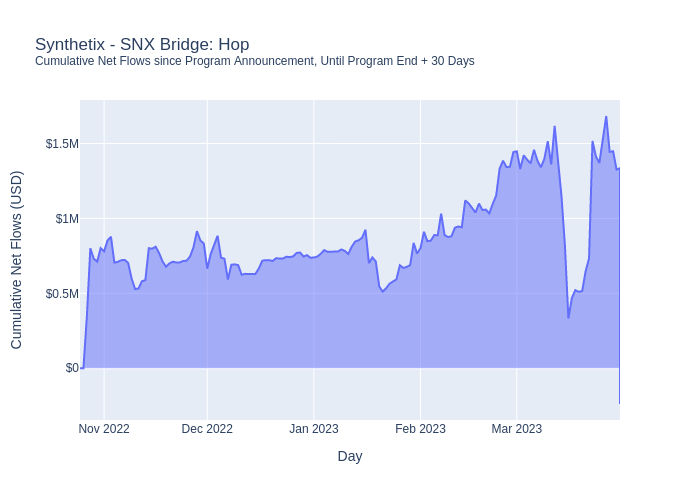 Synthetix - SNX Bridge: Hop
Cumulative Net Flows since Program Announcement, Until Program End + 30 Days
Cumulative Net Flows (USD)
$1.5M
$1M
$0.5M
$0
Nov 2022 Dec 2022 Jan 2023 Feb 2023 Mar 2023
Day